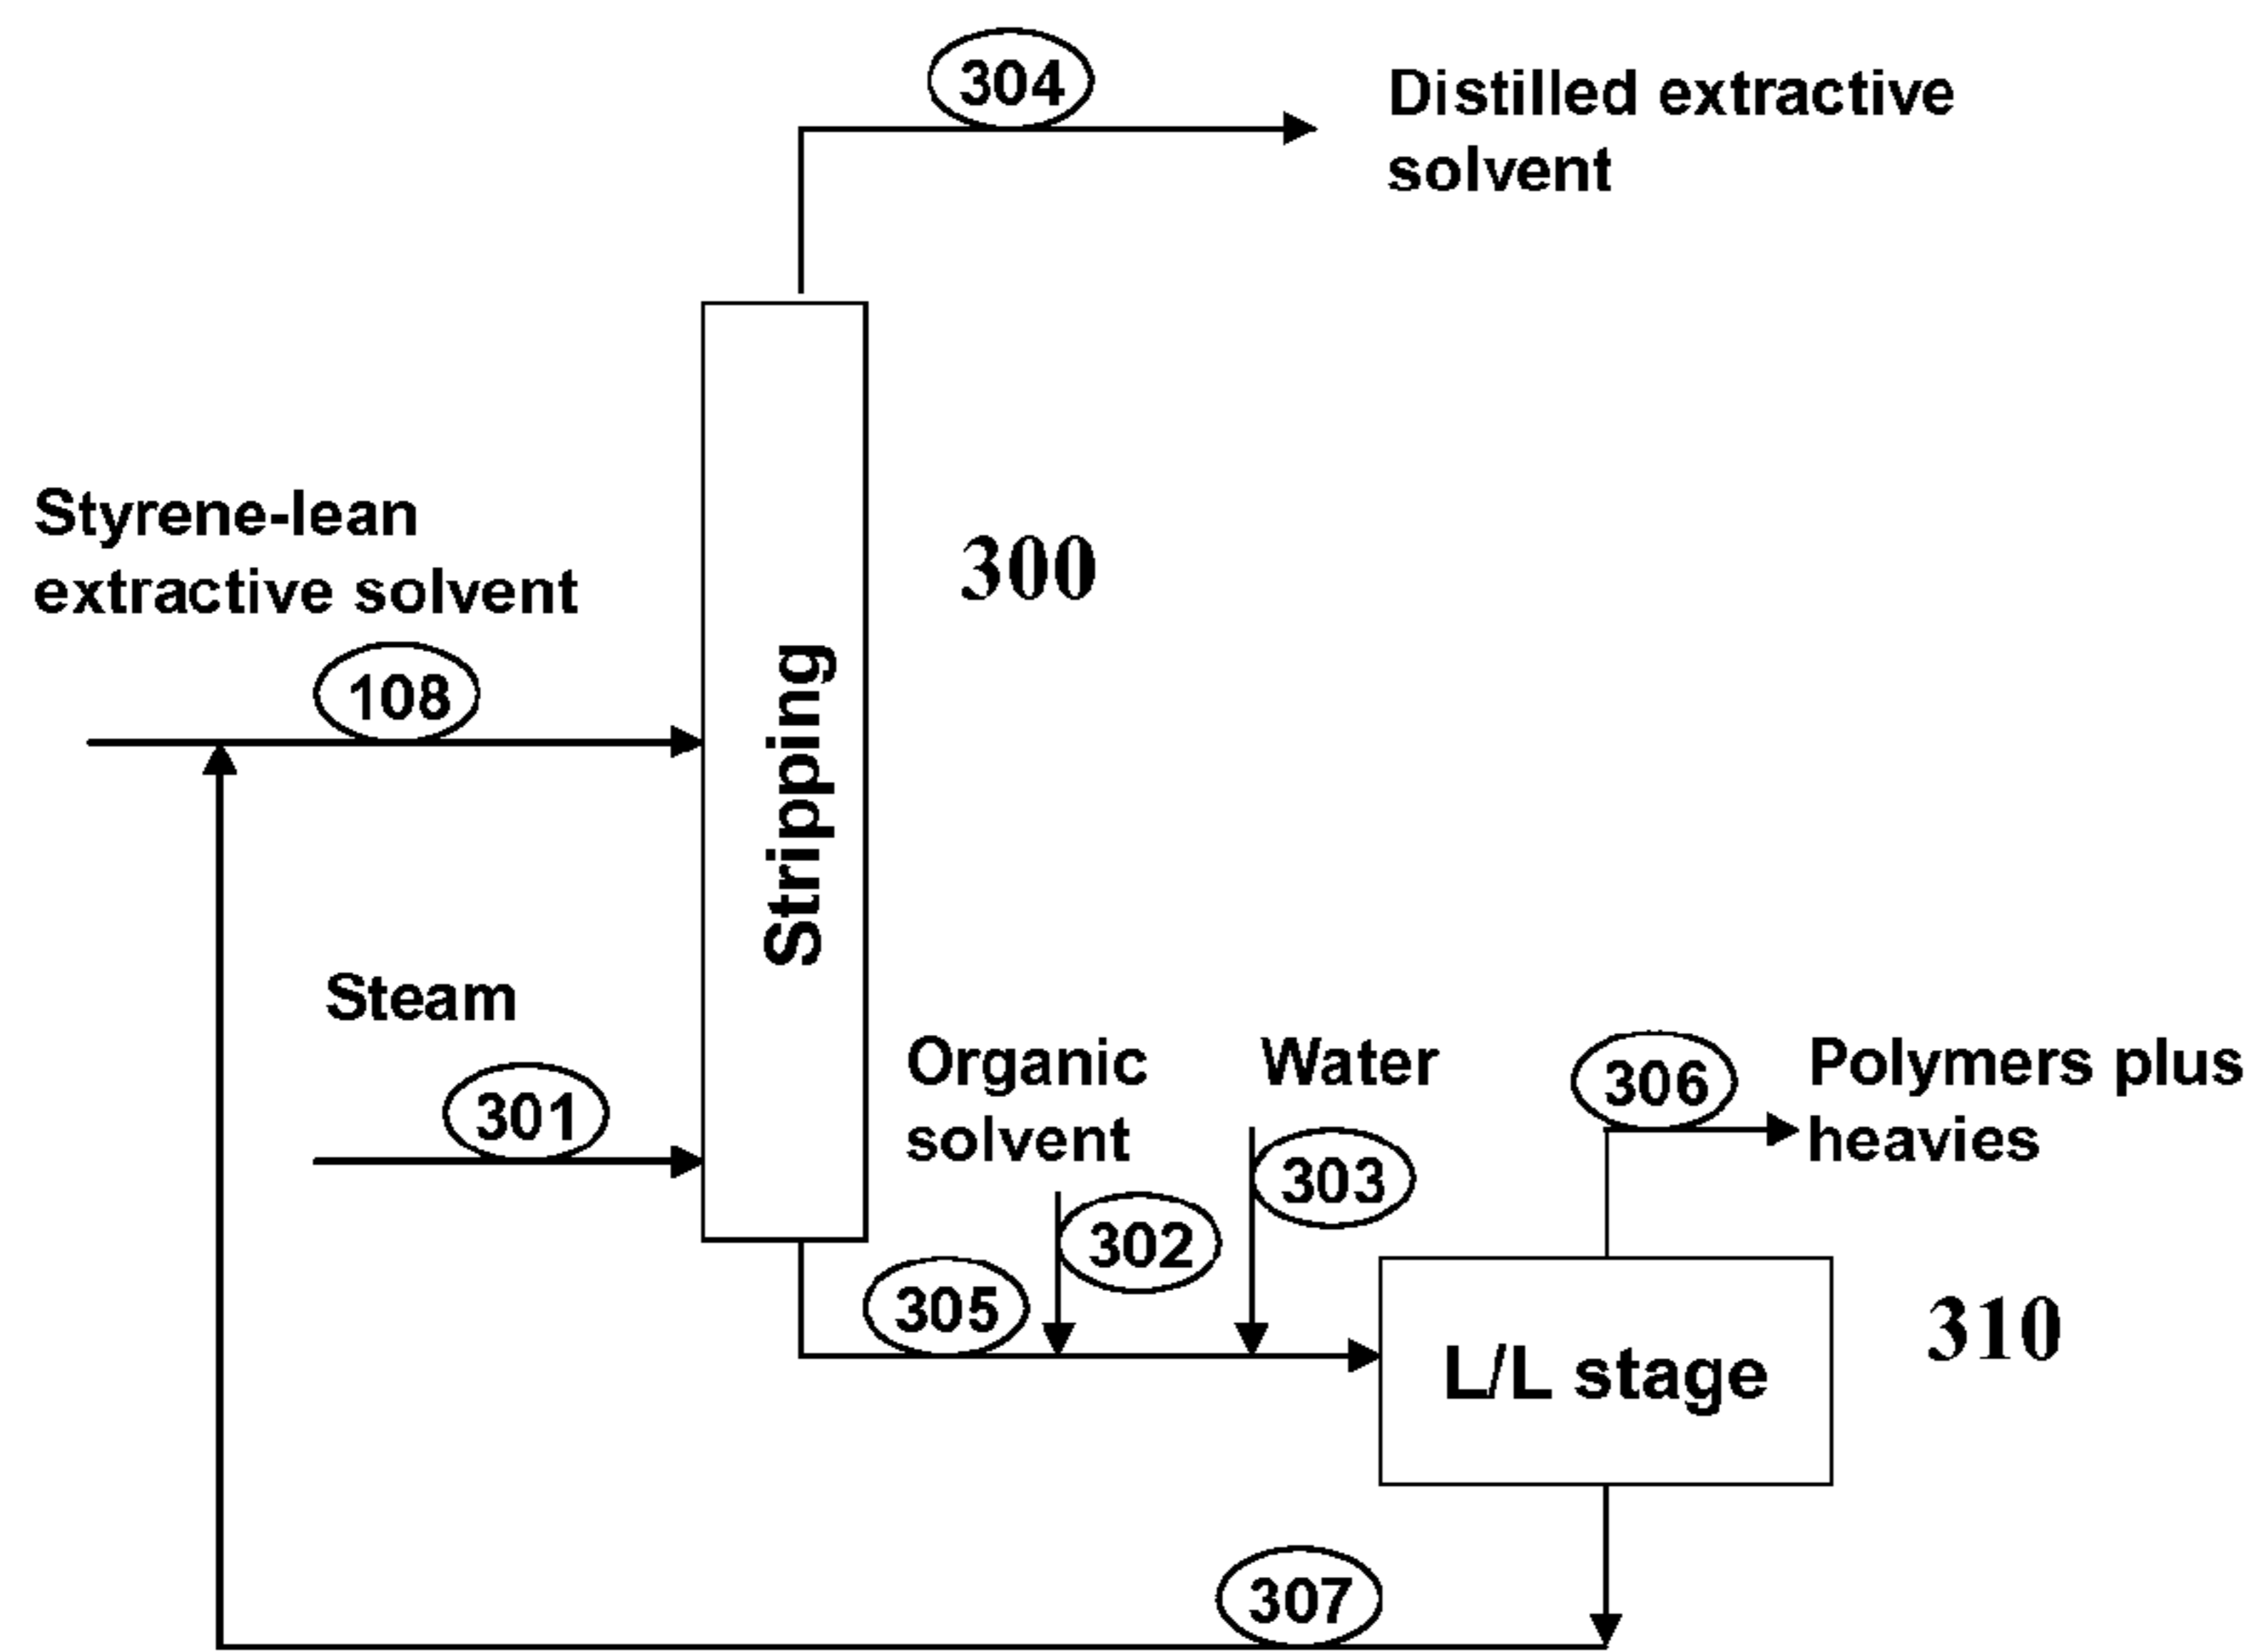 304
Distilled extractive
solvent
Styrene-lean
extractive solvent
300
108
Stripping
Steam
301
Organic
solvent
Water
302
303
306
Polymers plus
heavies
305
L/L stage
310
307